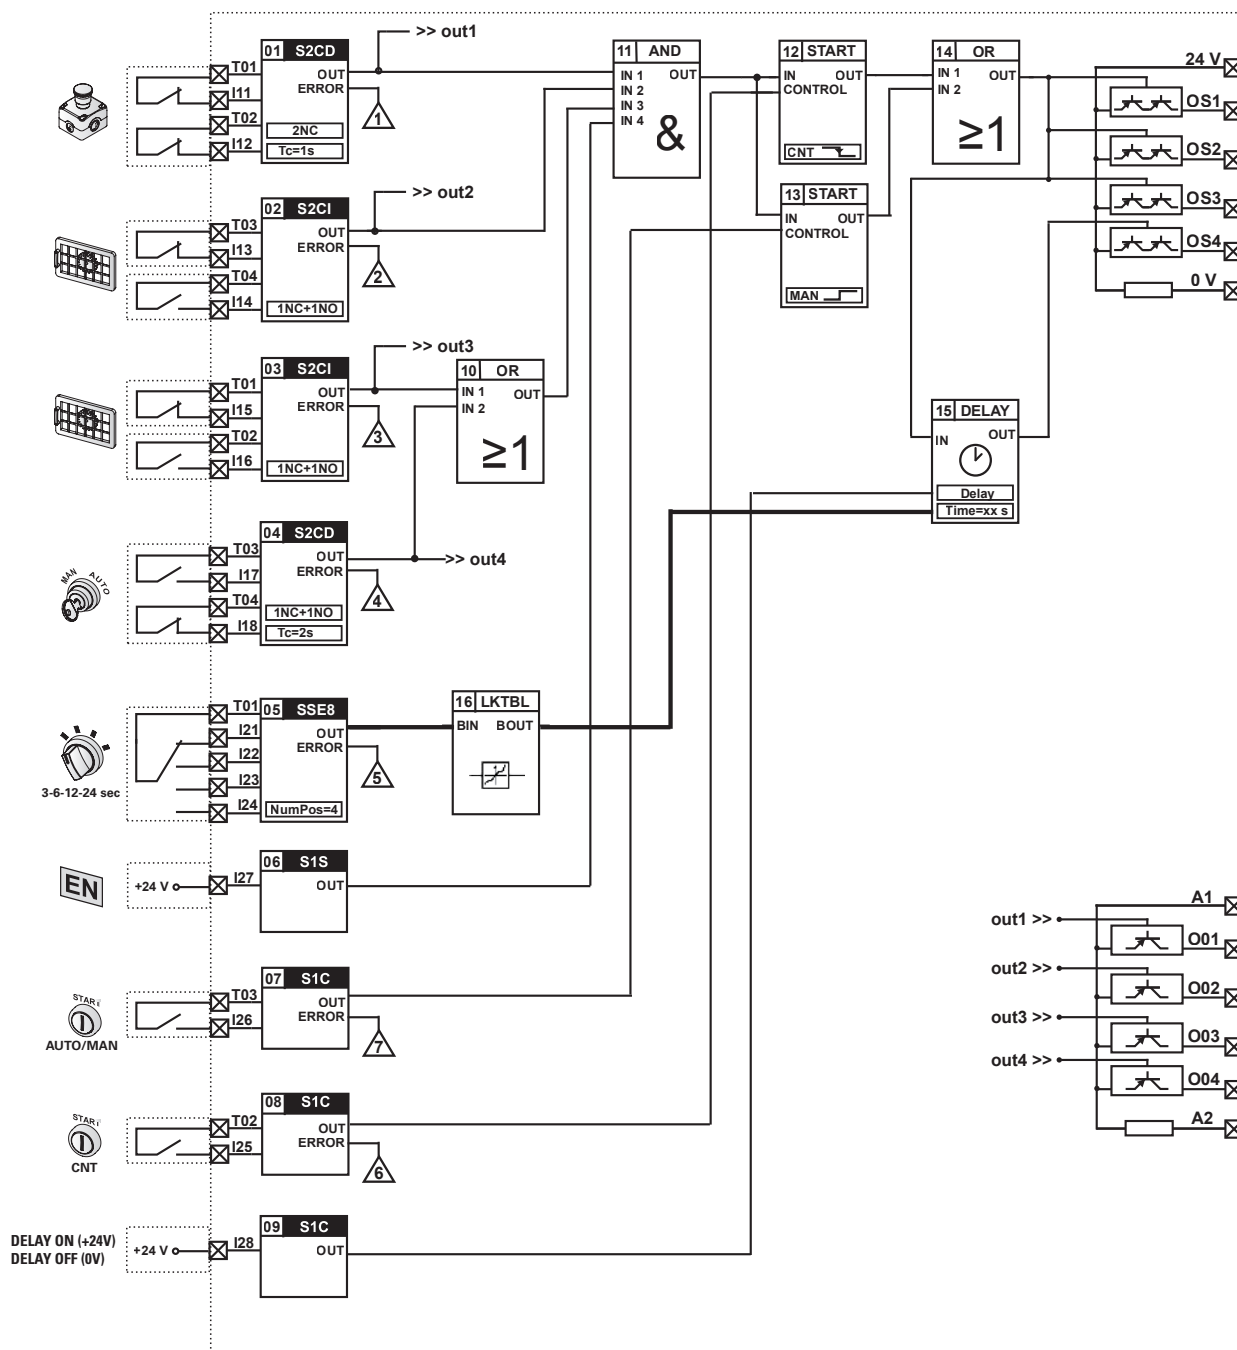 >> out1
01 S2CD
T01
OUT
I11
ERROR
1
T02
2NC
I12
Tc=1s
>> out2
02 S2CI
T03
OUT
I13
ERROR
2
T04
I14
1NC+1NO
>> out3
03 S2CI
T01
OUT
I15
ERROR
3
T02
I16
1NC+1NO
04 S2CD
T03
OUT
>> out4
I17
ERROR
4
T04
1NC+1NO
I18
Tc=2s
MAN AUTO
05 SSE8
T01
I21
OUT
I22
ERROR
5
I23
I24
NumPos=4
3-6-12-24 sec
06 S1S
EN
+24 V
I27
OUT
07 S1C
START
T03
OUT
I26
ERROR
7
AUTO/MAN
08 S1C
START
T02
OUT
I25
ERROR
6
CNT
09 S1C
DELAY ON (+24V)
DELAY OFF (0V)
+24 V
I28
OUT
10 OR
IN 1
OUT
IN 2
≥1
11 AND
IN 1
OUT
IN 2
IN 3
IN 4
&
12 START
IN
OUT
CONTROL
CNT
13 START
IN
OUT
CONTROL
MAN
14 OR
IN 1
OUT
IN 2
≥1
15 DELAY
IN
OUT
Delay
Time=xx s
16 LKTBL
BIN BOUT
24 V
OS1
OS2
OS3
OS4
0 V
A1
out1 >>
O01
out2 >>
O02
out3 >>
O03
out4 >>
O04
A2